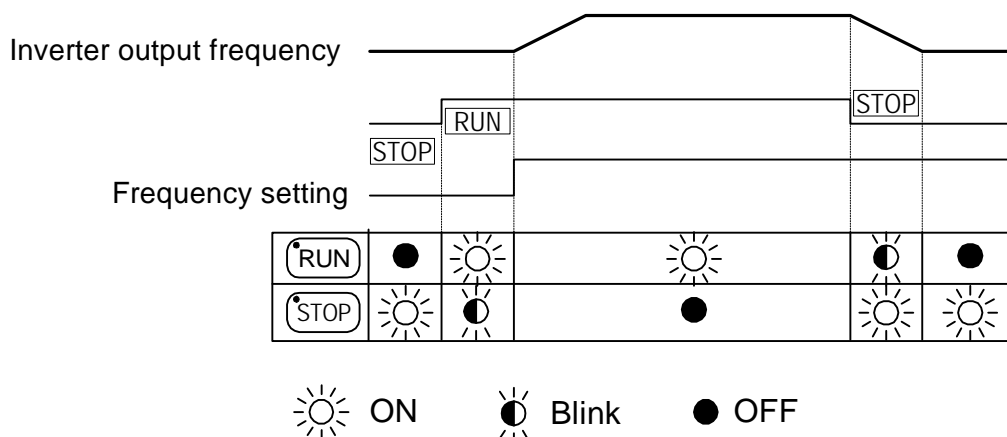 Inverter output frequency
STOP
RUN
STOP
Frequency setting
RUN
STOP
ON
Blink
OFF